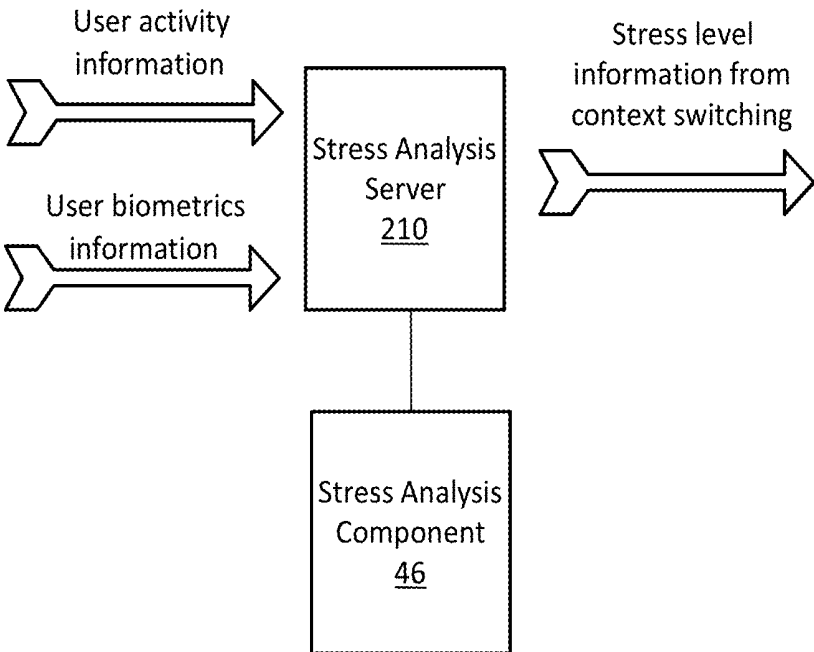 User activity
information
User biometrics
information
Stress Analysis
Server
210
Stress level
information from
context switching
Stress Analysis
Component
46